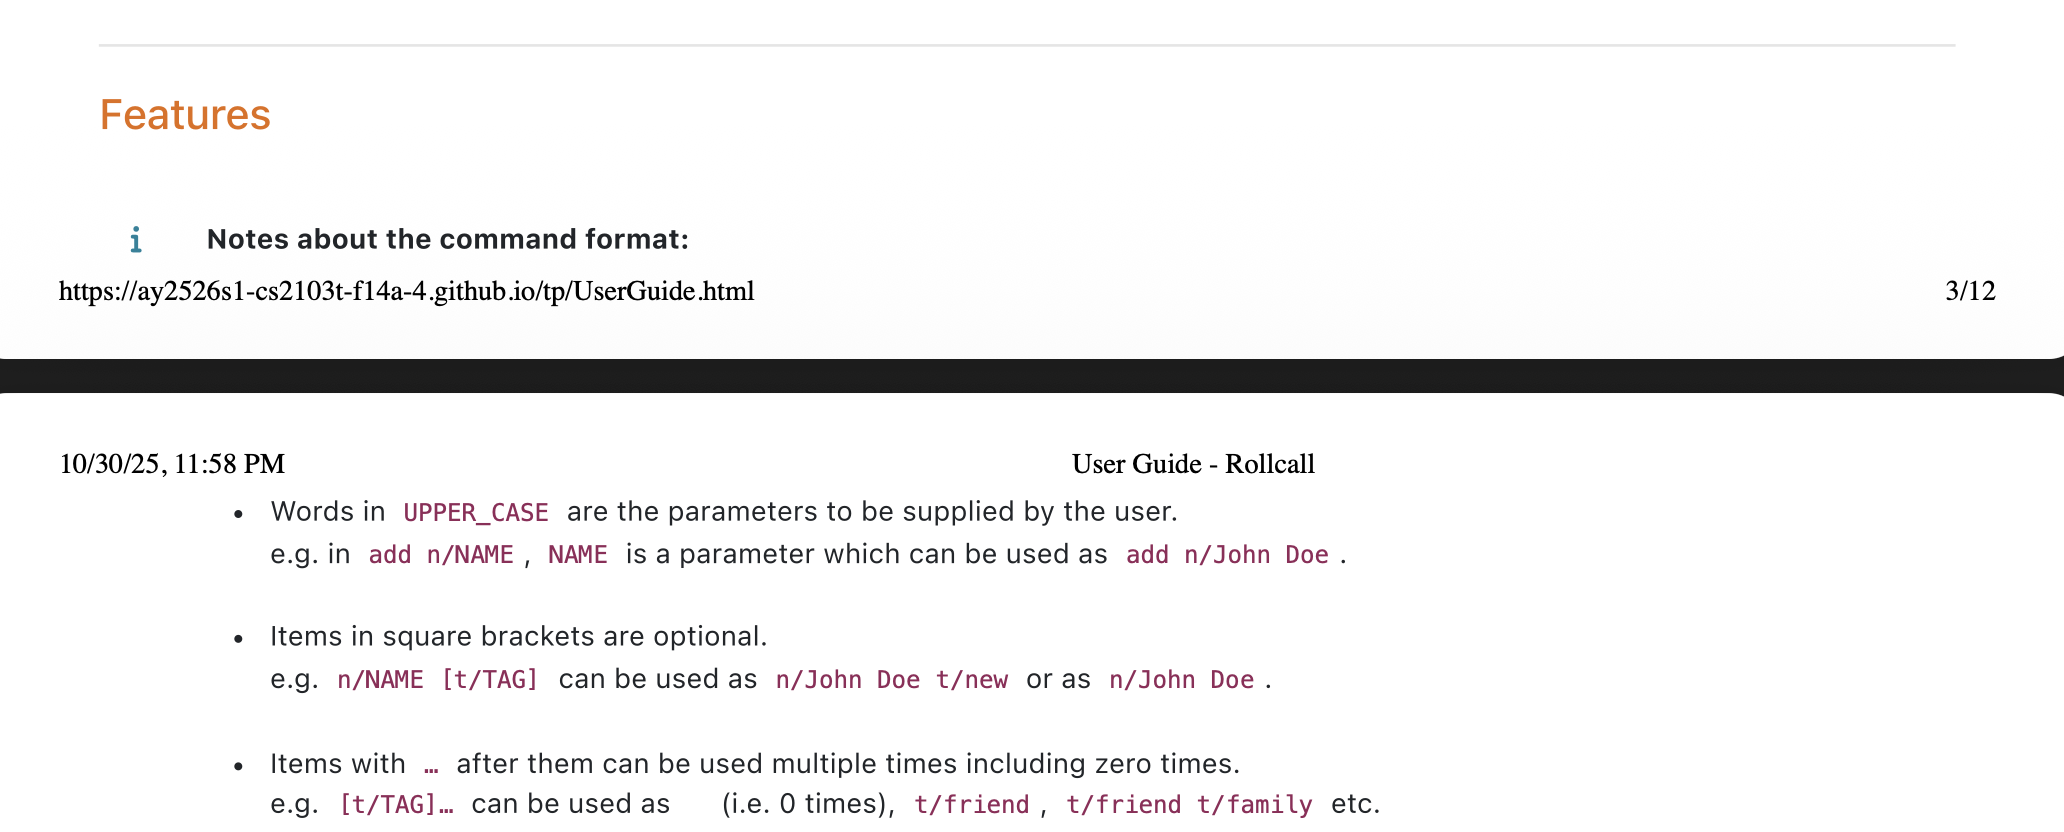 Features
i Notes about the command format:
https://ay2526s1-cs2103t-f14a-4.github.io/tp/UserGuide.html 3/12
10/30/25, 11:58 PM User Guide - Rollcall
• Words in UPPER_CASE are the parameters to be supplied by the user.
e.g. in add n/NAME , NAME is a parameter which can be used as add n/John Doe .
• Items in square brackets are optional.
e.g. n/NAME [t/TAG] can be used as n/John Doe t/new or as n/John Doe .
• Items with … after them can be used multiple times including zero times.
e.g. [t/TAG]… can be used as (i.e. 0 times), t/friend , t/friend t/family etc.